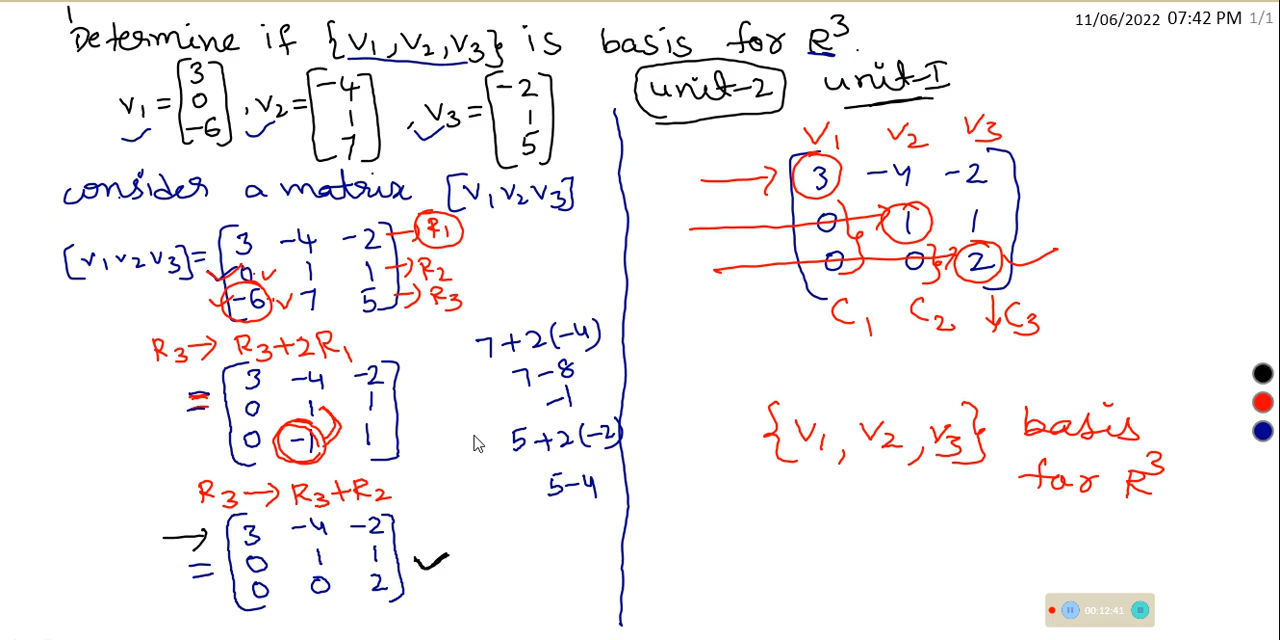 11/06/2022 07:42 PM 1/1
Determine if {V1, V2, V3} is basis for R^3.
unit-2 unit-I
V1 = [3 0 -6], V2 = [-4 1 7], V3 = [-2 1 5]
consider a matrix [V1 V2 V3]
[V1 V2 V3] =
3 -4 -2 → R1
0 1 1 → R2
-6 7 5 → R3
R3 → R3+2R1
=
3 -4 -2
0 1 1
0 -1 1
R3 → R3+R2
→
=
3 -4 -2
0 1 1
0 0 2
7+2(-4)
7-8
-1
5+2(-2)
5-4
V1 V2 V3
3 -4 -2
0 1 1
0 0 2
C1 C2 ↓C3
{V1, V2, V3} basis
for R^3
00:12:41